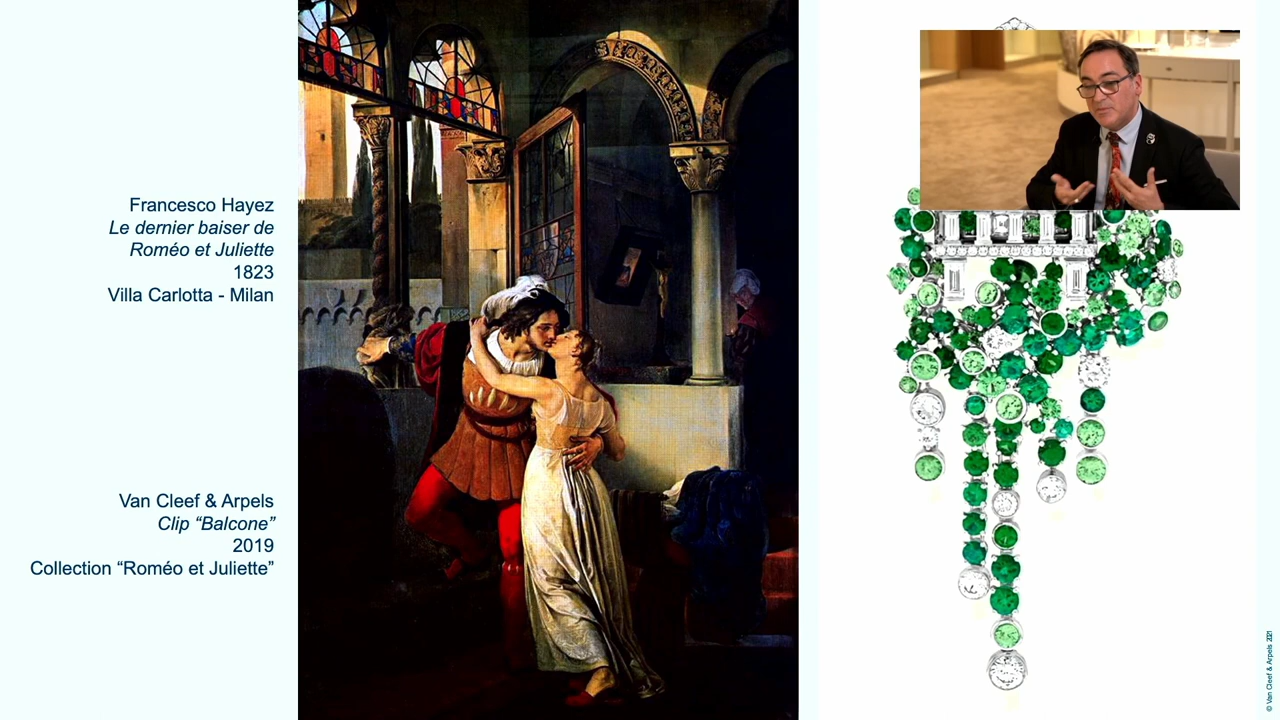 Francesco Hayez
Le dernier baiser de
Roméo et Juliette
1823
Villa Carlotta - Milan
Van Cleef & Arpels
Clip “Balcone”
2019
Collection “Roméo et Juliette”
© Van Cleef & Arpels 2021